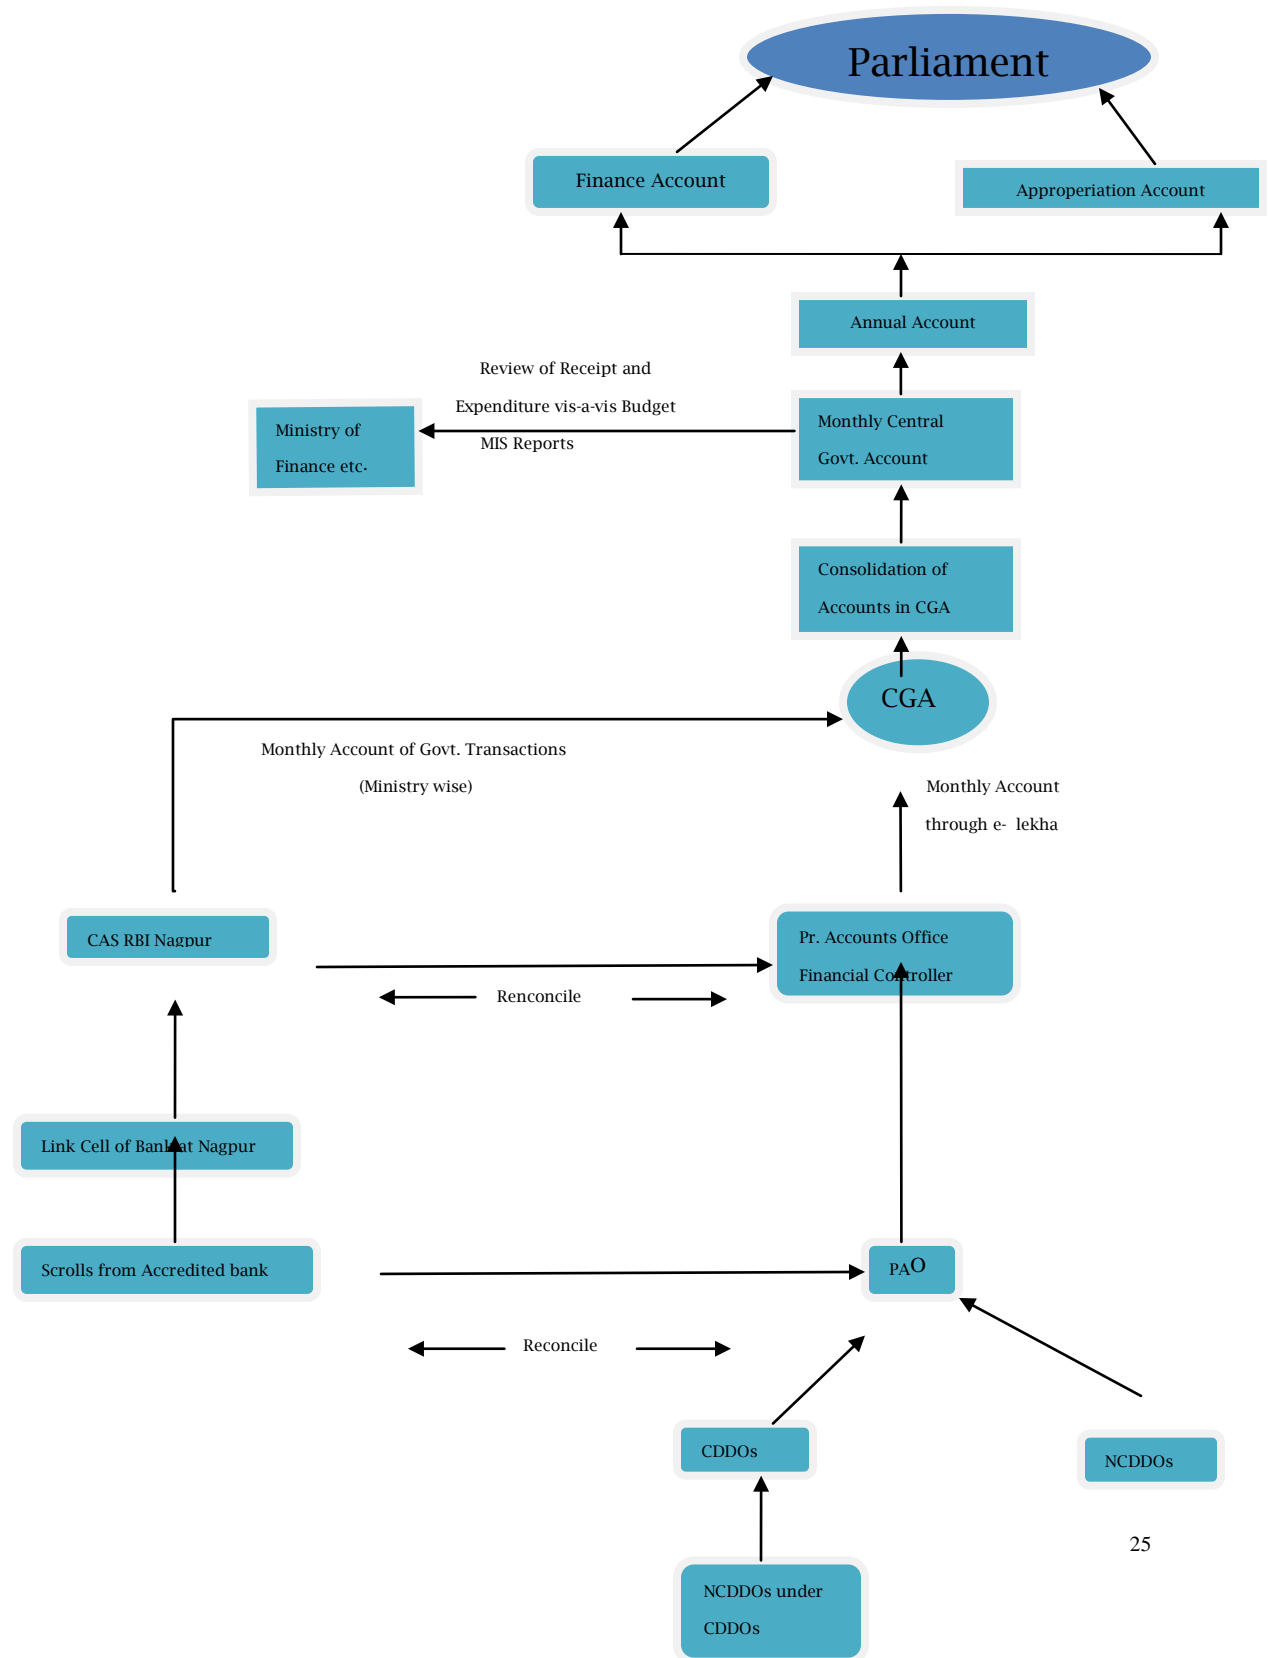 Parliament
Finance Account
Approperiation Account
Annual Account
Review of Receipt and
Expenditure vis-a-vis Budget
MIS Reports
Ministry of
Finance etc.
Monthly Central
Govt. Account
Consolidation of
Accounts in CGA
CGA
Monthly Account of Govt. Transactions
(Ministry wise)
Monthly Account
through e- lekha
CAS RBI Nagpur
Pr. Accounts Office
Financial Controller
Renconcile
Link Cell of Bank at Nagpur
Scrolls from Accredited bank
PAO
Reconcile
CDDOs
NCDDOs
25
NCDDOs under
CDDOs